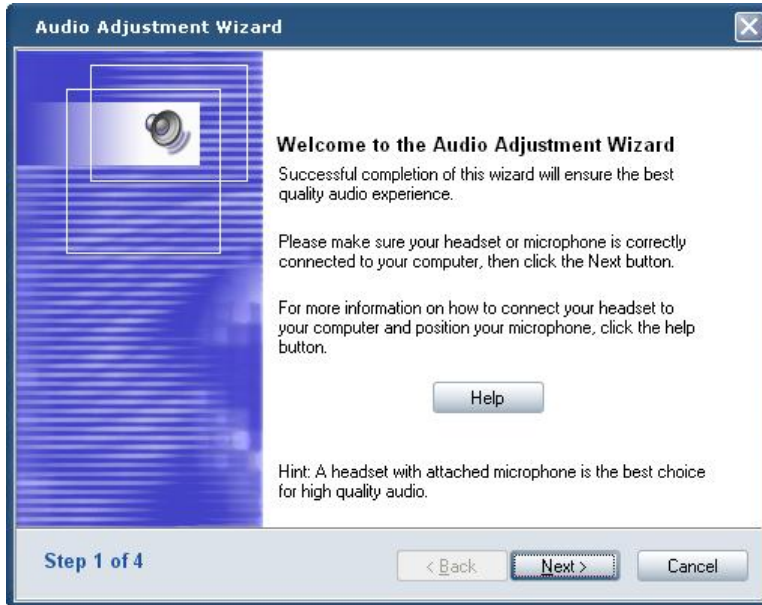 Audio Adjustment Wizard
Welcome to the Audio Adjustment Wizard
Successful completion of this wizard will ensure the best
quality audio experience.
Please make sure your headset or microphone is correctly
connected to your computer, then click the Next button.
For more information on how to connect your headset to
your computer and position your microphone, click the help
button.
Help
Hint: A headset with attached microphone is the best choice
for high quality audio.
Step 1 of 4
< Back
Next >
Cancel